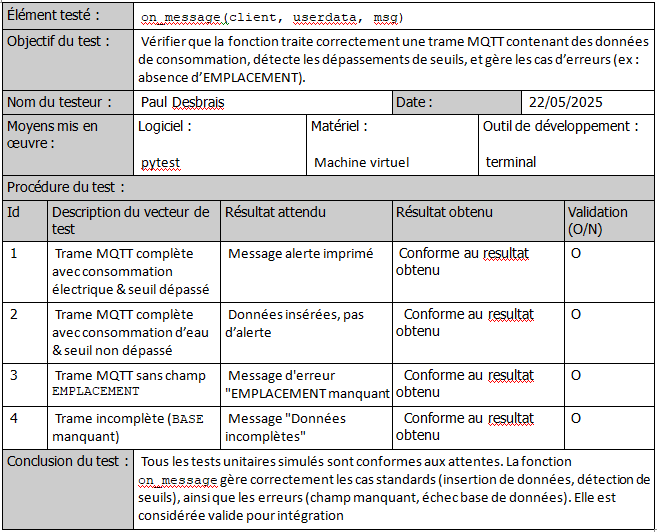 Élément testé : on_message(client, userdata, msg)
Objectif du test : Vérifier que la fonction traite correctement une trame MQTT contenant des données
de consommation, détecte les dépassements de seuils, et gère les cas d’erreurs (ex :
absence d’EMPLACEMENT).
Nom du testeur : Paul Desbrais Date : 22/05/2025
Moyens mis en
œuvre :
Logiciel :
pytest
Matériel :
Machine virtuel
Outil de développement :
terminal
Procédure du test :
Id
Description du vecteur de
test
Résultat attendu
Résultat obtenu
Validation
(O/N)
1
Trame MQTT complète
avec consommation
électrique & seuil dépassé
Message alerte imprimé
Conforme au resultat
obtenu
O
2
Trame MQTT complète
avec consommation d’eau
& seuil non dépassé
Données insérées, pas
d’alerte
Conforme au resultat
obtenu
O
3
Trame MQTT sans champ
EMPLACEMENT
Message d'erreur
"EMPLACEMENT manquant
Conforme au resultat
obtenu
O
4
Trame incomplète (BASE
manquant)
Message "Données
incomplètes"
Conforme au resultat
obtenu
O
Conclusion du test : Tous les tests unitaires simulés sont conformes aux attentes. La fonction
on_message gère correctement les cas standards (insertion de données, détection de
seuils), ainsi que les erreurs (champ manquant, échec base de données). Elle est
considérée valide pour intégration